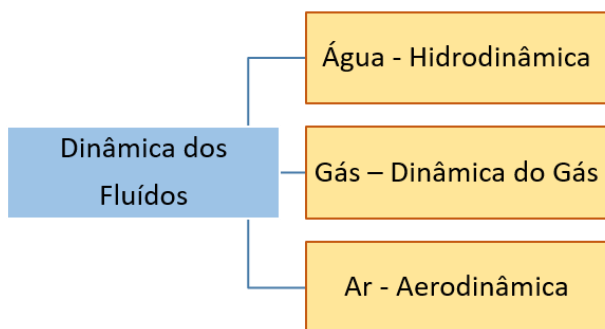 Dinâmica dos
Fluídos
Água - Hidrodinâmica
Gás – Dinâmica do Gás
Ar - Aerodinâmica